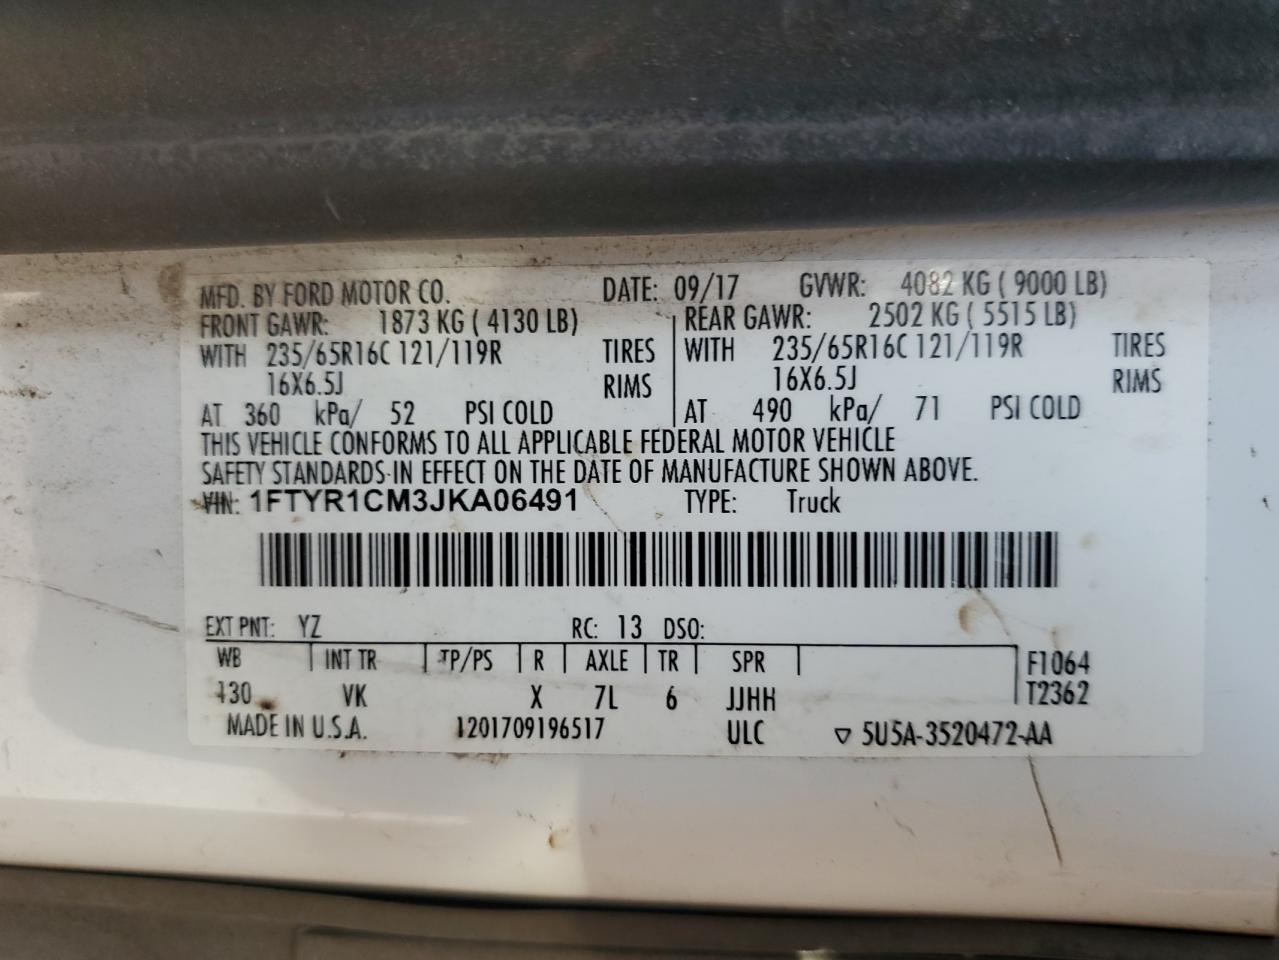 MFD. BY FORD MOTOR CO. DATE: 09/17 GVWR: 4082 KG ( 9000 LB)
FRONT GAWR: 1873 KG ( 4130 LB) REAR GAWR: 2502 KG ( 5515 LB)
WITH 235/65R16C 121/119R TIRES WITH 235/65R16C 121/119R TIRES
16X6.5J RIMS 16X6.5J RIMS
AT 360 kPa/ 52 PSI COLD AT 490 kPa/ 71 PSI COLD
THIS VEHICLE CONFORMS TO ALL APPLICABLE FEDERAL MOTOR VEHICLE
SAFETY STANDARDS IN EFFECT ON THE DATE OF MANUFACTURE SHOWN ABOVE.
VIN: 1FTYR1CM3JKA06491 TYPE: Truck
EXT PNT: YZ RC: 13 DSO:
WB INT TR TP/PS R AXLE TR SPR F1064
130 VK X 7L 6 JJHH T2362
MADE IN U.S.A. 1201709196517 ULC ▽ 5U5A-3520472-AA